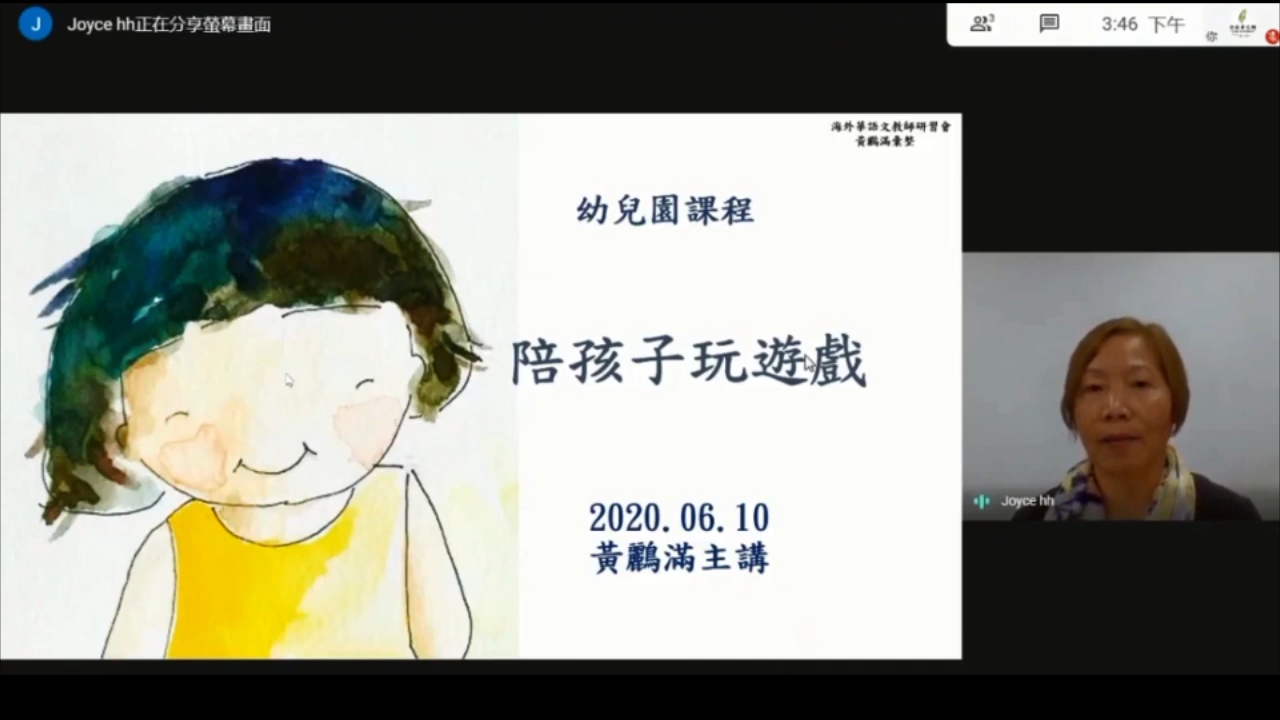 J
Joyce hh正在分享螢幕畫面
3
3:46 下午
你
海外華語文教師研習會
黃鸝滿彙整
幼兒園課程
陪孩子玩遊戲
2020.06.10
黃鸝滿主講
Joyce hh